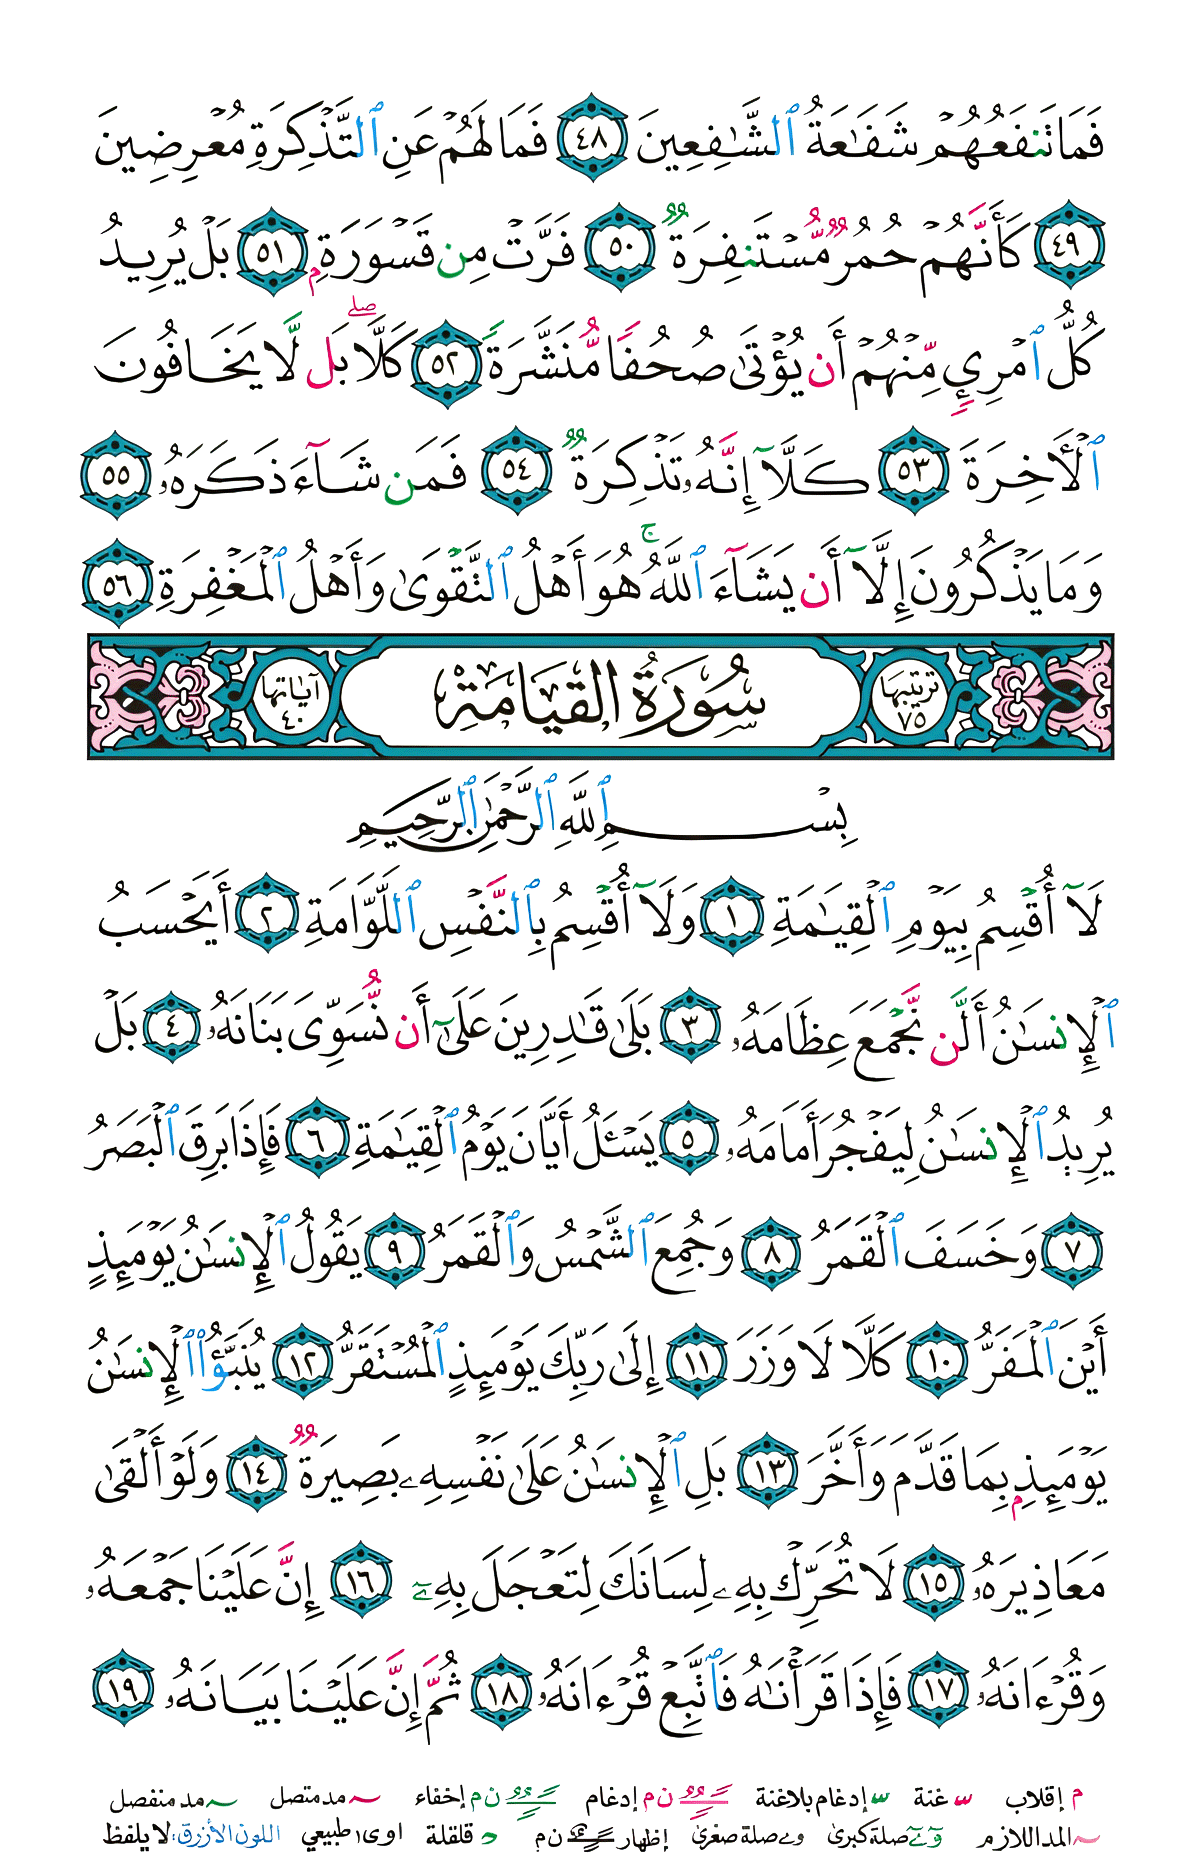 فَمَا تَنفَعُهُمْ شَفَٰعَةُ ٱلشَّٰفِعِينَ ٤٨ فَمَا لَهُمْ عَنِ ٱلتَّذْكِرَةِ مُعْرِضِينَ
٤٩ كَأَنَّهُمْ حُمُرٌ مُّسْتَنفِرَةٌ ٥٠ فَرَّتْ مِن قَسْوَرَةِۭ ٥١ بَلْ يُرِيدُ
كُلُّ ٱمْرِئٍ مِّنْهُمْ أَن يُؤْتَىٰ صُحُفًا مُّنَشَّرَةً ٥٢ كَلَّا ۖ بَل لَّا يَخَافُونَ
ٱلْأَخِرَةَ ٥٣ كَلَّآ إِنَّهُۥ تَذْكِرَةٌ ٥٤ فَمَن شَآءَ ذَكَرَهُۥ ٥٥
وَمَا يَذْكُرُونَ إِلَّآ أَن يَشَآءَ ٱللَّهُ ۚ هُوَ أَهْلُ ٱلتَّقْوَىٰ وَأَهْلُ ٱلْمَغْفِرَةِ ٥٦
ترتيبها ٧٥ سُورَةُ القِيَامَةِ آياتها ٤٠
بِسْمِ ٱللَّهِ ٱلرَّحْمَٰنِ ٱلرَّحِيمِ
لَآ أُقْسِمُ بِيَوْمِ ٱلْقِيَٰمَةِ ١ وَلَآ أُقْسِمُ بِٱلنَّفْسِ ٱللَّوَّامَةِ ٢ أَيَحْسَبُ
ٱلْإِنسَٰنُ أَلَّن نَّجْمَعَ عِظَامَهُۥ ٣ بَلَىٰ قَٰدِرِينَ عَلَىٰٓ أَن نُّسَوِّىَ بَنَانَهُۥ ٤ بَلْ
يُرِيدُ ٱلْإِنسَٰنُ لِيَفْجُرَ أَمَامَهُۥ ٥ يَسْـَٔلُ أَيَّانَ يَوْمُ ٱلْقِيَٰمَةِ ٦ فَإِذَا بَرِقَ ٱلْبَصَرُ
٧ وَخَسَفَ ٱلْقَمَرُ ٨ وَجُمِعَ ٱلشَّمْسُ وَٱلْقَمَرُ ٩ يَقُولُ ٱلْإِنسَٰنُ يَوْمَئِذٍ
أَيْنَ ٱلْمَفَرُّ ١٠ كَلَّا لَا وَزَرَ ١١ إِلَىٰ رَبِّكَ يَوْمَئِذٍ ٱلْمُسْتَقَرُّ ١٢ يُنَبَّؤُا۟ ٱلْإِنسَٰنُ
يَوْمَئِذِۭ بِمَا قَدَّمَ وَأَخَّرَ ١٣ بَلِ ٱلْإِنسَٰنُ عَلَىٰ نَفْسِهِۦ بَصِيرَةٌ ١٤ وَلَوْ أَلْقَىٰ
مَعَاذِيرَهُۥ ١٥ لَا تُحَرِّكْ بِهِۦ لِسَانَكَ لِتَعْجَلَ بِهِۦٓ ١٦ إِنَّ عَلَيْنَا جَمْعَهُۥ
وَقُرْءَانَهُۥ ١٧ فَإِذَا قَرَأْنَٰهُ فَٱتَّبِعْ قُرْءَانَهُۥ ١٨ ثُمَّ إِنَّ عَلَيْنَا بَيَانَهُۥ ١٩
م إقلاب ّ غنة ّ إدغام بلاغنة ن م إدغام ن م إخفاء ~ مد متصل ~ مد منفصل
~ المد اللازم صلة كبرى و ے صلة صغرى إظهار ن م قلقلة اوى طبيعي اللون الأزرق: لا يلفظ